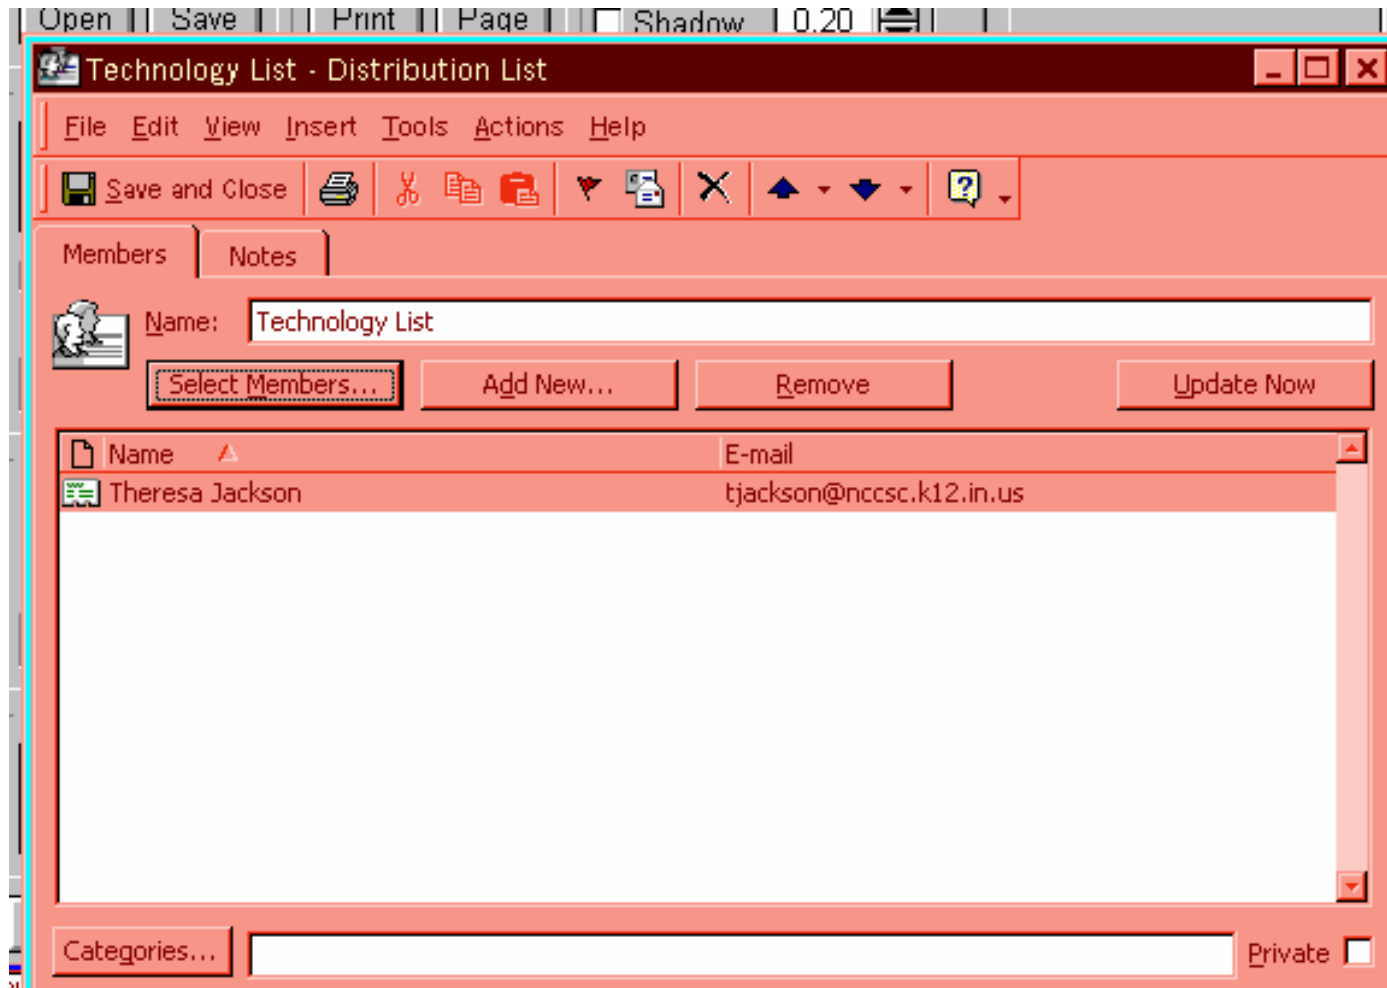 Open Save Print Page Shadow 0.20
Technology List - Distribution List
File Edit View Insert Tools Actions Help
Save and Close
Members Notes
Name: Technology List
Select Members... Add New... Remove Update Now
Name E-mail
Theresa Jackson tjackson@nccsc.k12.in.us
Categories... Private